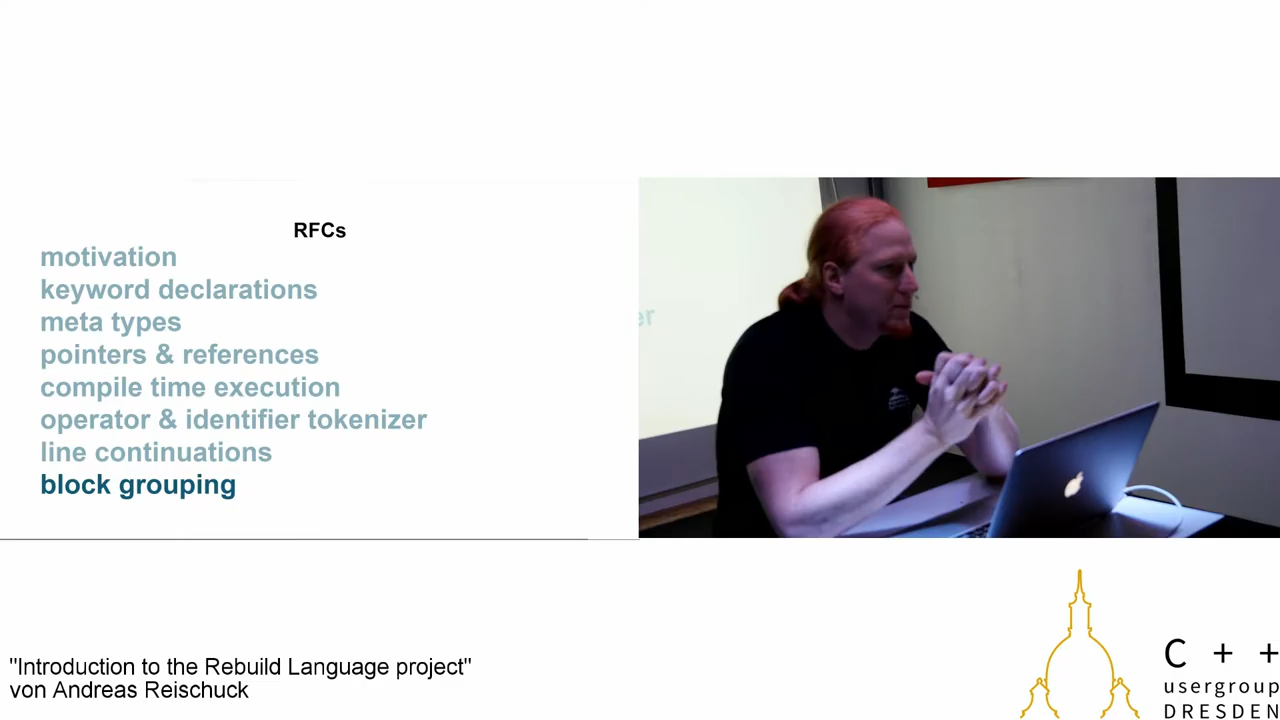 RFCs
motivation
keyword declarations
meta types
pointers & references
compile time execution
operator & identifier tokenizer
line continuations
block grouping
er
"Introduction to the Rebuild Language project"
von Andreas Reischuck
C + +
usergroup
DRESDEN